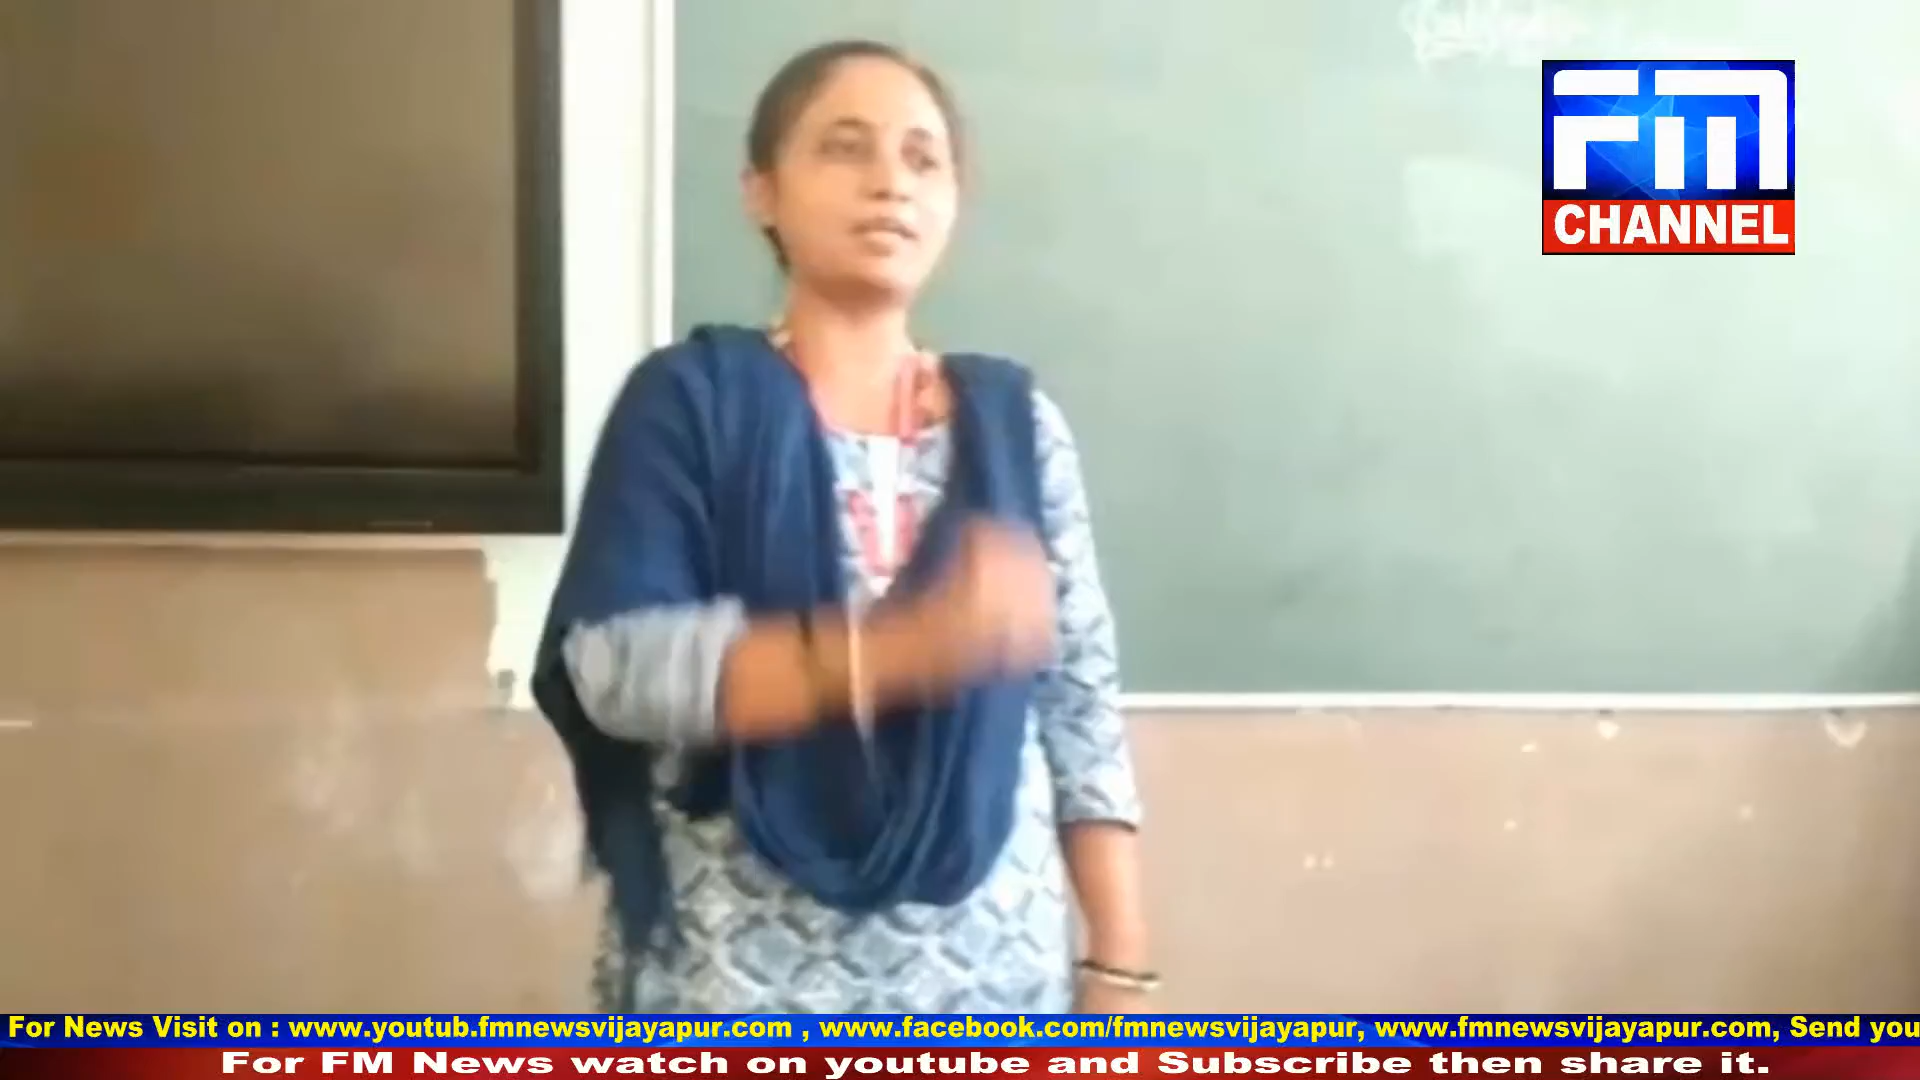 FM
CHANNEL
For News Visit on : www.youtub.fmnewsvijayapur.com , www.facebook.com/fmnewsvijayapur, www.fmnewsvijayapur.com, Send you
For FM News watch on youtube and Subscribe then share it.